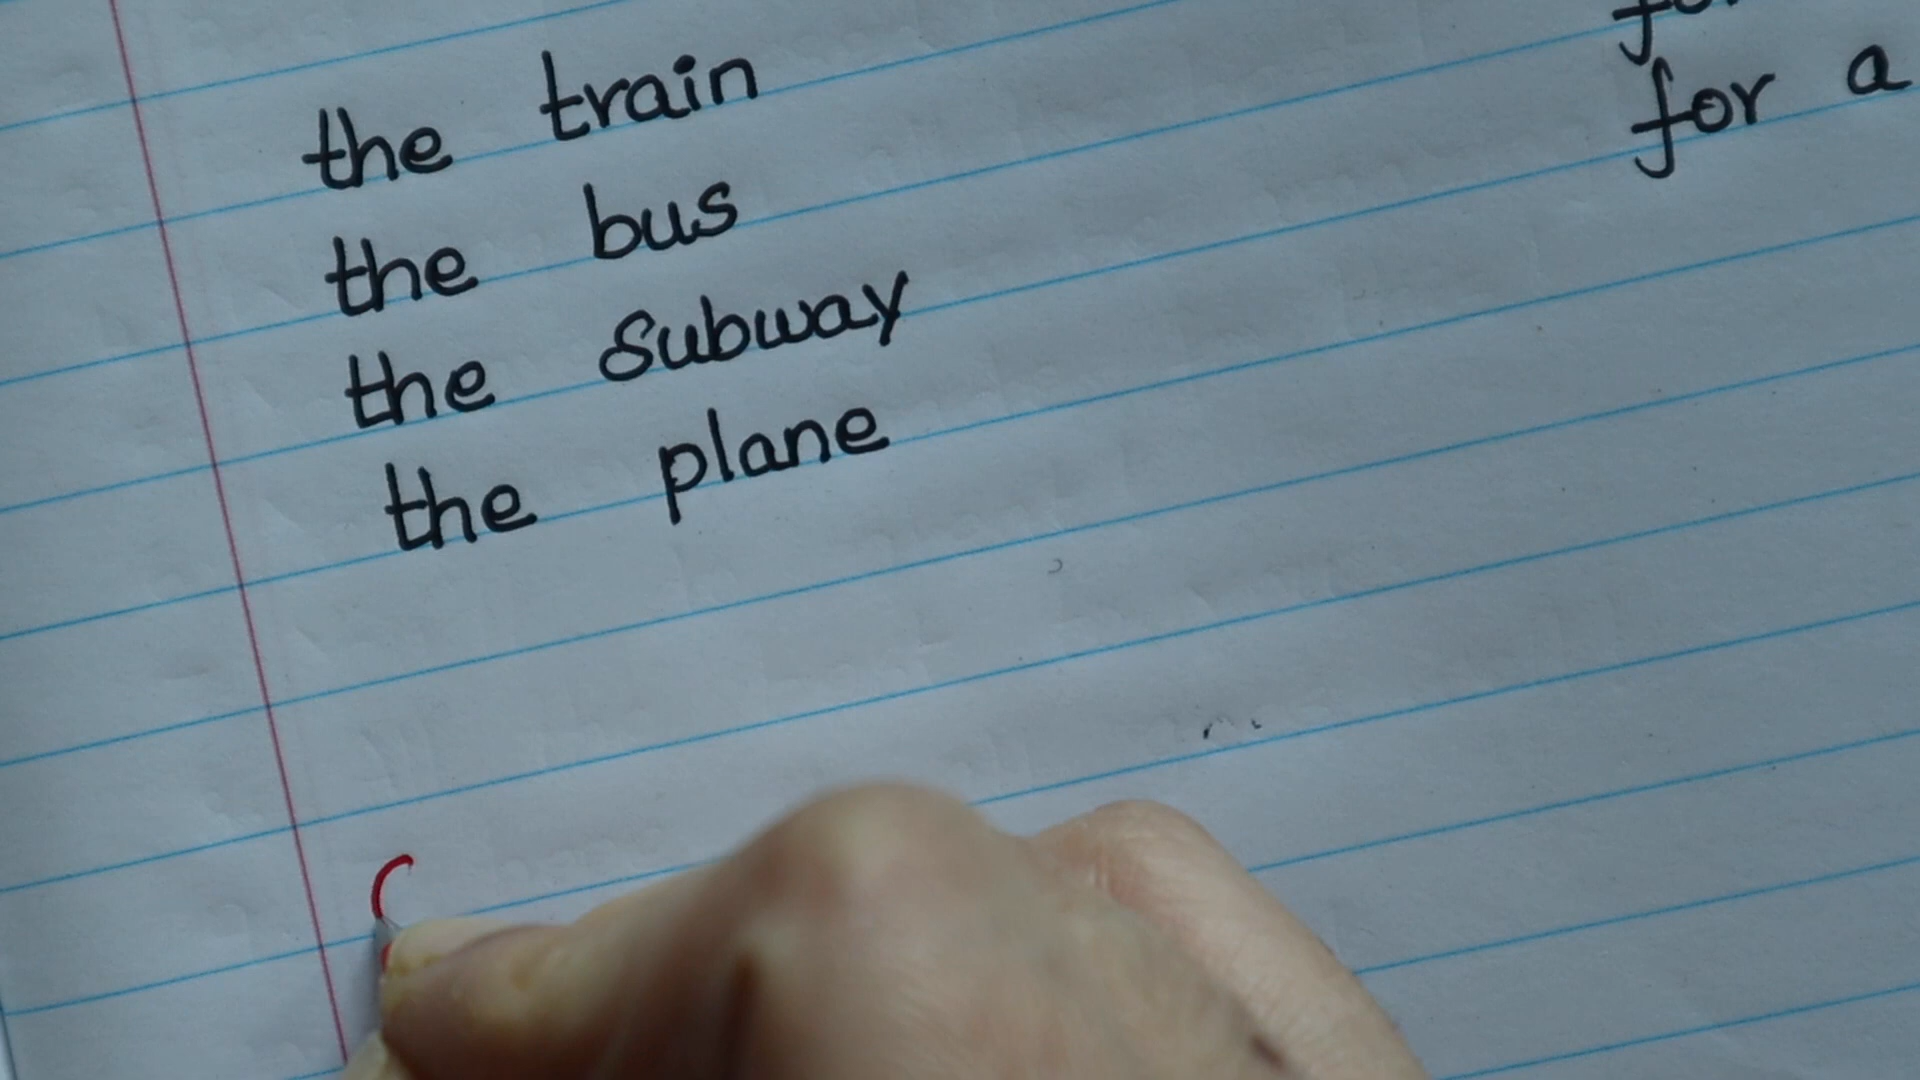 the train
the bus
the subway
the plane
for a